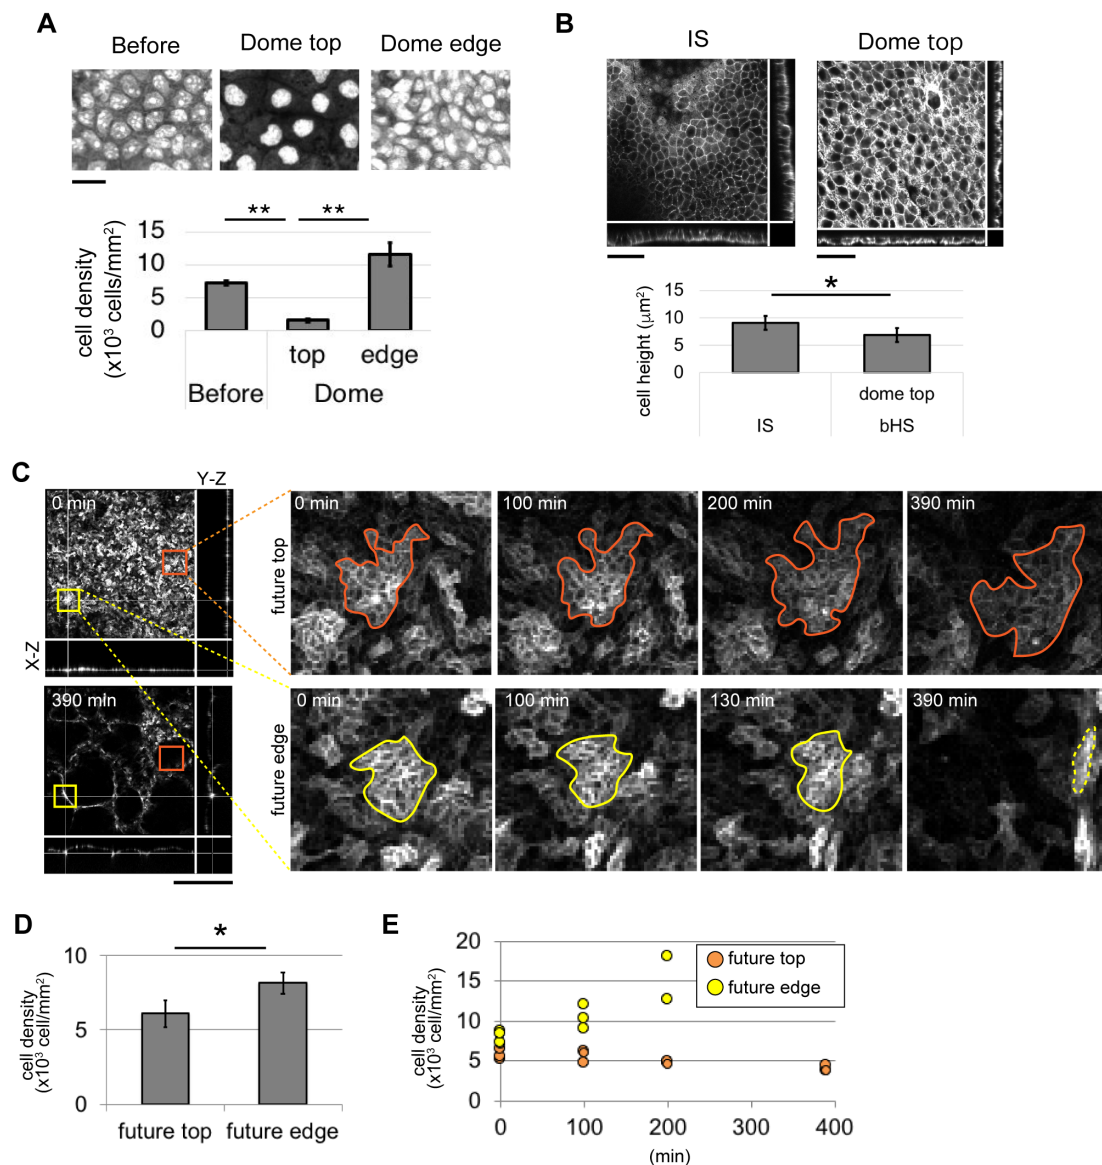 A
Before
Dome top
Dome edge
** **
cell density
(x10³ cells/mm²)
15
10
5
0
top
edge
Before
Dome
B
IS
Dome top
*
cell height (μm²)
15
10
5
0
dome top
IS
bHS
C
Y-Z
X-Z
0 min
390 min
future top
0 min
100 min
200 min
390 min
future edge
0 min
100 min
130 min
390 min
D
*
cell density
(x10³ cell/mm²)
10
5
0
future top
future edge
E
cell density
(x10³ cell/mm²)
20
15
10
5
0
future top
future edge
0 100 200 300 400
(min)